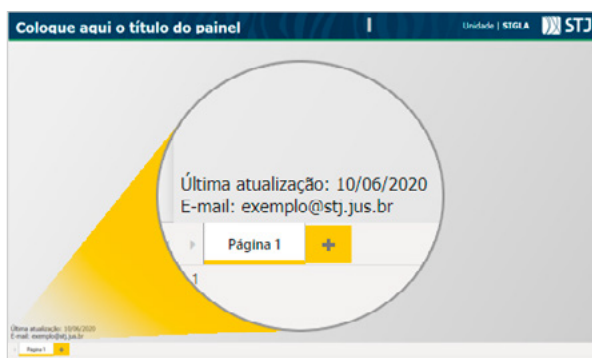 Coloque aqui o título do painel
Unidade | SIGLA STJ
Última atualização: 10/06/2020
E-mail: exemplo@stj.jus.br
Página 1
1
Última atualização: 10/06/2020
E-mail: exemplo@stj.jus.br
Página 1